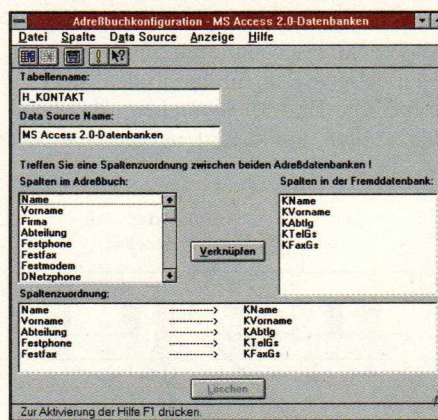 Adreßbuchkonfiguration - MS Access 2.0-Datenbanken
Datei Spalte Data Source Anzeige Hilfe
Tabellenname:
H_KONTAKT
Data Source Name:
MS Access 2.0-Datenbanken
Treffen Sie eine Spaltenzuordnung zwischen beiden Adreßdatenbanken !
Spalten im Adreßbuch:
Name
Vorname
Firma
Abteilung
Festphone
Festfax
Festmodem
DNetzphone
Verknüpfen
Spalten in der Fremddatenbank:
KName
KVorname
KAbtlg
KTelGs
KFaxGs
Spaltenzuordnung:
Name --------> KName
Vorname --------> KVorname
Abteilung --------> KAbtlg
Festphone --------> KTelGs
Festfax --------> KFaxGs
Löschen
Zur Aktivierung der Hilfe F1 drücken.